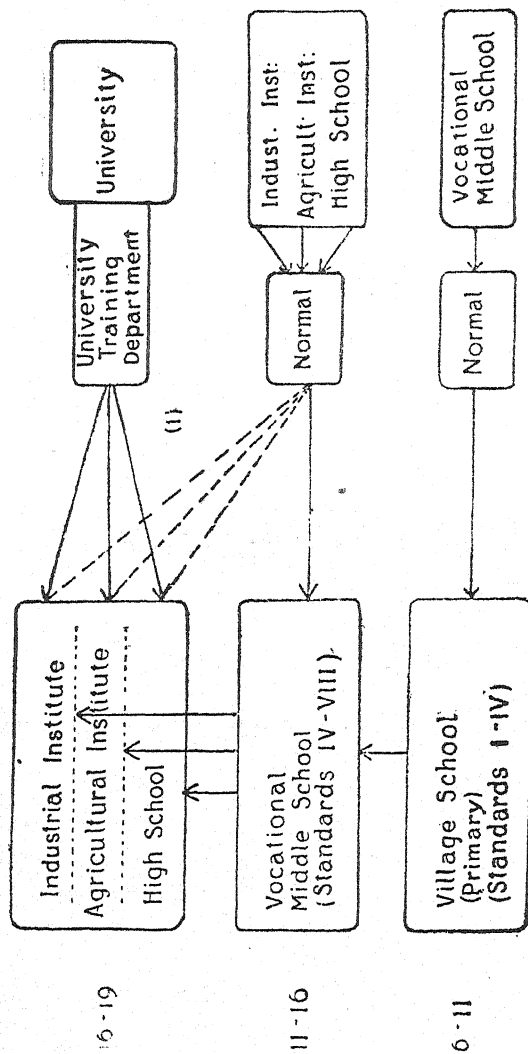 16-19
Industrial Institute
Agricultural Institute
High School
(1)
University
Training
Department
University
11-16
Vocational
Middle School
(Standards IV-VIII)
Normal
Indust. Inst:
Agricult: Inst:
High School
6-11
Village School
(Primary)
(Standards I-IV)
Normal
Vocational
Middle School